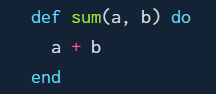 def sum(a, b) do
  a + b
end